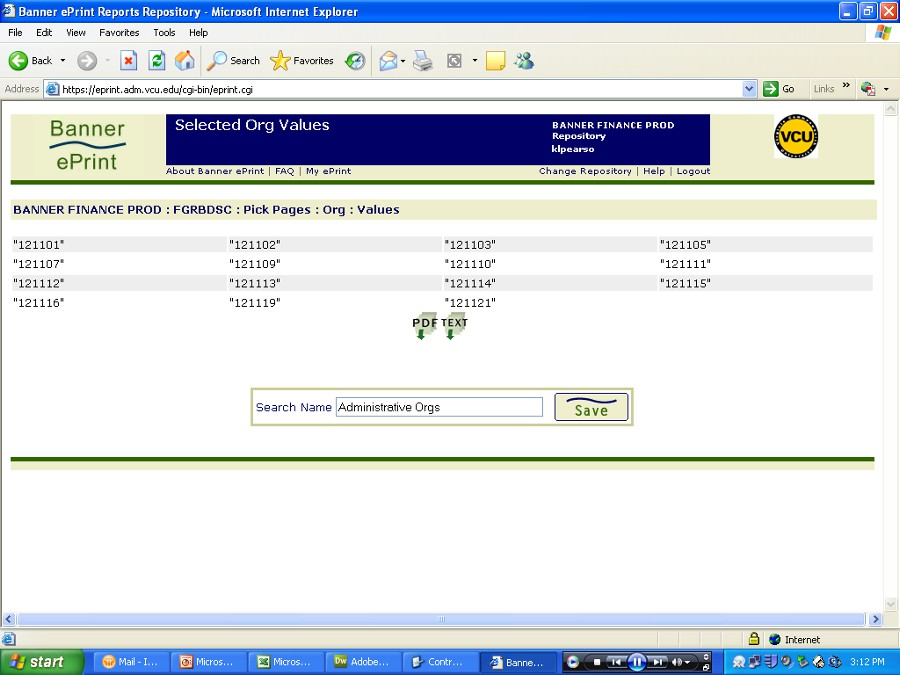 Banner ePrint Reports Repository - Microsoft Internet Explorer
File Edit View Favorites Tools Help
Back Search Favorites
Address https://eprint.adm.vcu.edu/cgi-bin/eprint.cgi Go Links »
Banner
ePrint
Selected Org Values
BANNER FINANCE PROD
Repository
klpearso
VCU
About Banner ePrint | FAQ | My ePrint
Change Repository | Help | Logout
BANNER FINANCE PROD : FGRBDSC : Pick Pages : Org : Values
"121101" "121102" "121103" "121105"
"121107" "121109" "121110" "121111"
"121112" "121113" "121114" "121115"
"121116" "121119" "121121"
PDF TEXT
Search Name Administrative Orgs Save
Internet
start Mail - I... Micros... Micros... Dw Adobe... Contr... Banne... 3:12 PM